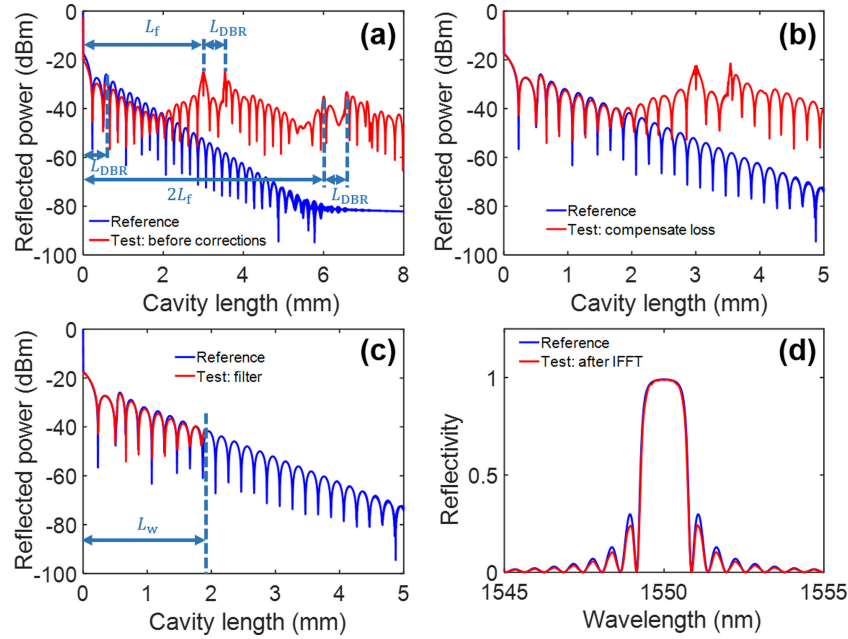 (a)
Reflected power (dBm)
0
-20
-40
-60
-80
-100
L_f
L_DBR
L_DBR
2L_f
L_DBR
Reference
Test: before corrections
0 2 4 6 8
Cavity length (mm)
(b)
Reflected power (dBm)
0
-20
-40
-60
-80
-100
Reference
Test: compensate loss
0 1 2 3 4 5
Cavity length (mm)
(c)
Reflected power (dBm)
0
-20
-40
-60
-80
-100
Reference
Test: filter
L_w
0 1 2 3 4 5
Cavity length (mm)
(d)
Reference
Test: after IFFT
Reflectivity
1
0.5
0
1545 1550 1555
Wavelength (nm)